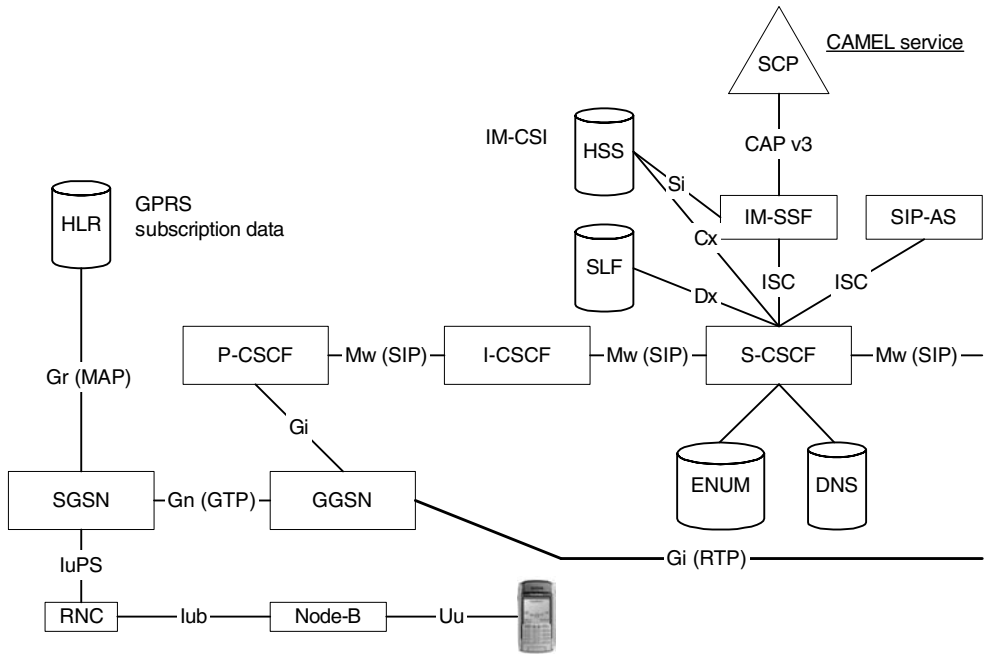 CAMEL service
SCP
IM-CSI
HSS
CAP v3
Si
HLR
GPRS
subscription data
IM-SSF
SIP-AS
Cx
SLF
ISC
ISC
Dx
P-CSCF
Mw (SIP)
I-CSCF
Mw (SIP)
S-CSCF
Mw (SIP)
Gr (MAP)
Gi
SGSN
Gn (GTP)
GGSN
ENUM
DNS
Gi (RTP)
IuPS
RNC
Iub
Node-B
Uu